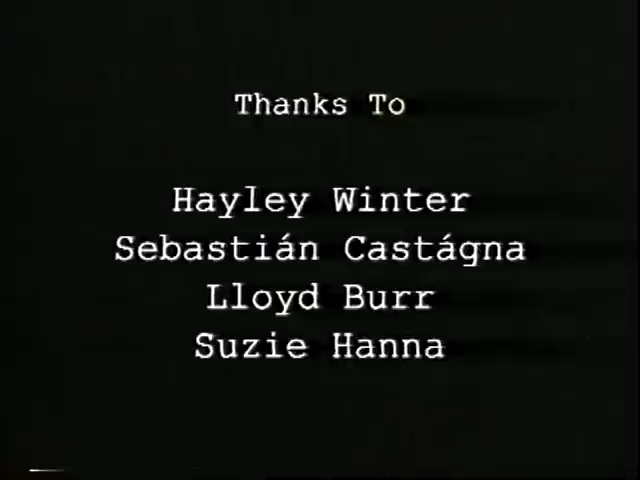 Thanks To
Hayley Winter
Sebastián Castágna
Lloyd Burr
Suzie Hanna